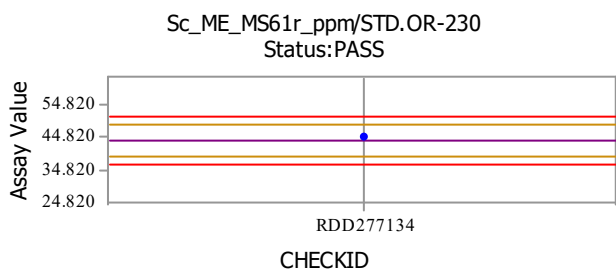 Sc_ME_MS61r_ppm/STD.OR-230
Status:PASS
Assay Value
54.820
44.820
34.820
24.820
RDD277134
CHECKID